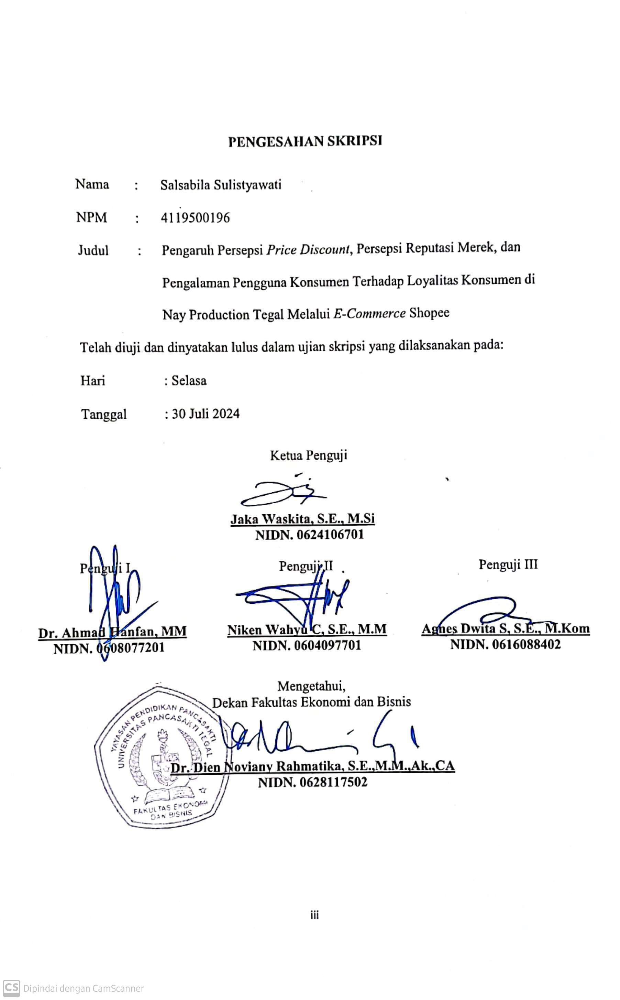 PENGESAHAN SKRIPSI
Nama : Salsabila Sulistyawati
NPM : 4119500196
Judul : Pengaruh Persepsi Price Discount, Persepsi Reputasi Merek, dan
Pengalaman Pengguna Konsumen Terhadap Loyalitas Konsumen di
Nay Production Tegal Melalui E-Commerce Shopee
Telah diuji dan dinyatakan lulus dalam ujian skripsi yang dilaksanakan pada:
Hari : Selasa
Tanggal : 30 Juli 2024
Ketua Penguji
Jaka Waskita, S.E., M.Si
NIDN. 0624106701
Penguji I Penguji II Penguji III
Dr. Ahmad Hanfan, MM Niken Wahyu C, S.E., M.M Agnes Dwita S, S.E., M.Kom
NIDN. 0608077201 NIDN. 0604097701 NIDN. 0616088402
Mengetahui,
Dekan Fakultas Ekonomi dan Bisnis
YAYASAN PENDIDIKAN PANCASAKTI
UNIVERSITAS PANCASAKTI TEGAL
Dr. Dien Noviany Rahmatika, S.E.,M.M.,Ak.,CA
NIDN. 0628117502
FAKULTAS EKONOMI
DAN BISNIS
iii
CS Dipindai dengan CamScanner